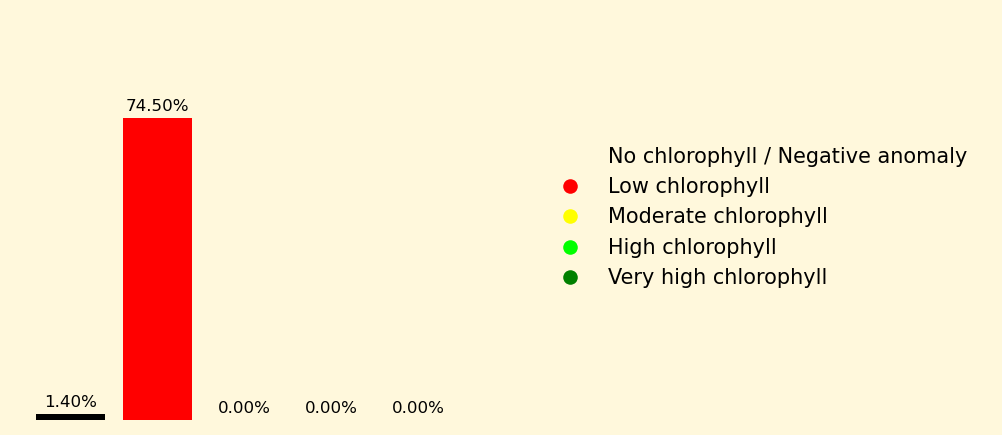 74.50%
1.40%
0.00%
0.00%
0.00%
No chlorophyll / Negative anomaly
Low chlorophyll
Moderate chlorophyll
High chlorophyll
Very high chlorophyll